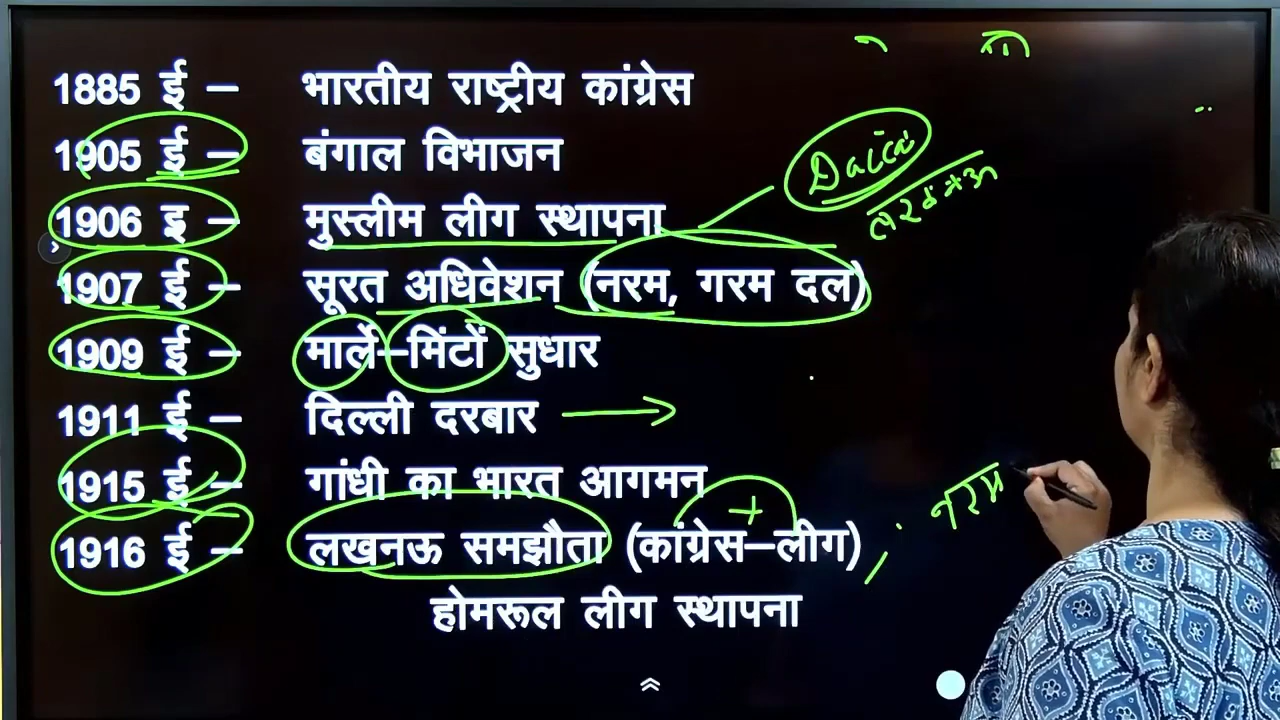 1885 ई – भारतीय राष्ट्रीय कांग्रेस
1905 ई – बंगाल विभाजन
1906 इ – मुस्लीम लीग स्थापना
1907 ई – सूरत अधिवेशन (नरम, गरम दल)
1909 ई – मार्ले–मिंटों सुधार
1911 ई – दिल्ली दरबार →
1915 ई – गांधी का भारत आगमन
1916 ई – लखनऊ समझौता (कांग्रेस–लीग)
+
नरम
होमरूल लीग स्थापना